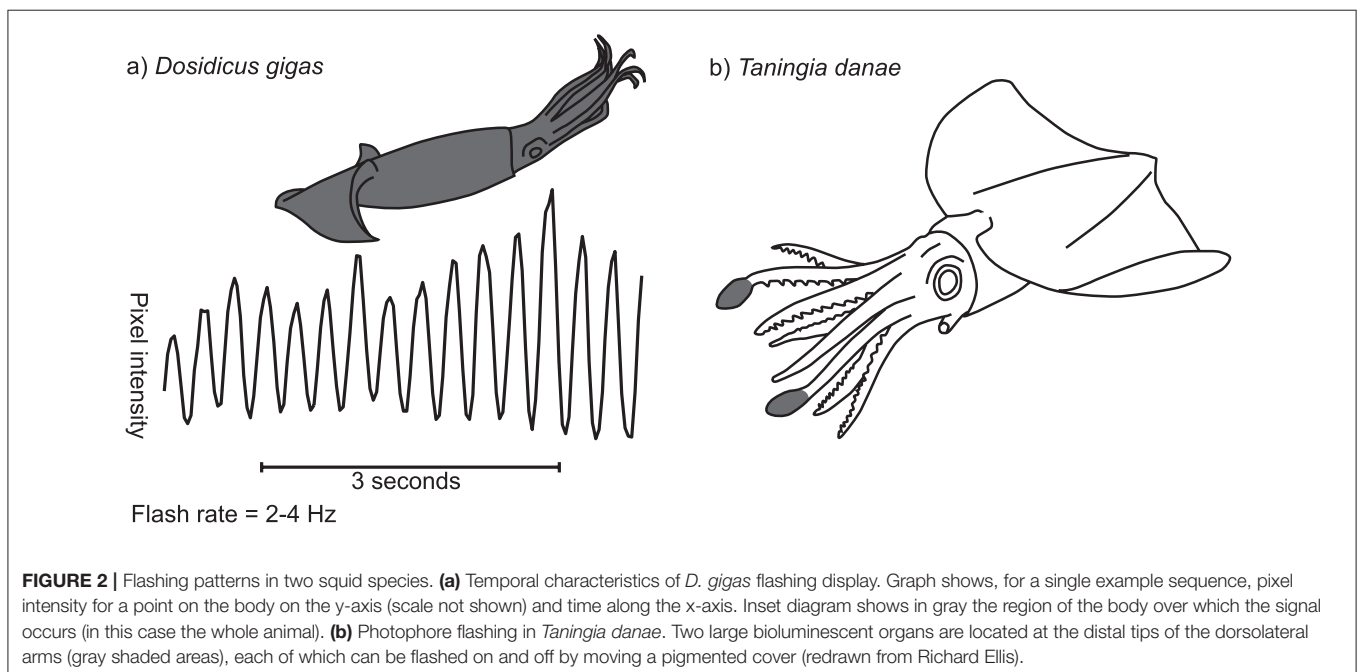 a) Dosidicus gigas
b) Taningia danae
Pixel intensity
3 seconds
Flash rate = 2-4 Hz
FIGURE 2 | Flashing patterns in two squid species. (a) Temporal characteristics of D. gigas flashing display. Graph shows, for a single example sequence, pixel
intensity for a point on the body on the y-axis (scale not shown) and time along the x-axis. Inset diagram shows in gray the region of the body over which the signal
occurs (in this case the whole animal). (b) Photophore flashing in Taningia danae. Two large bioluminescent organs are located at the distal tips of the dorsolateral
arms (gray shaded areas), each of which can be flashed on and off by moving a pigmented cover (redrawn from Richard Ellis).